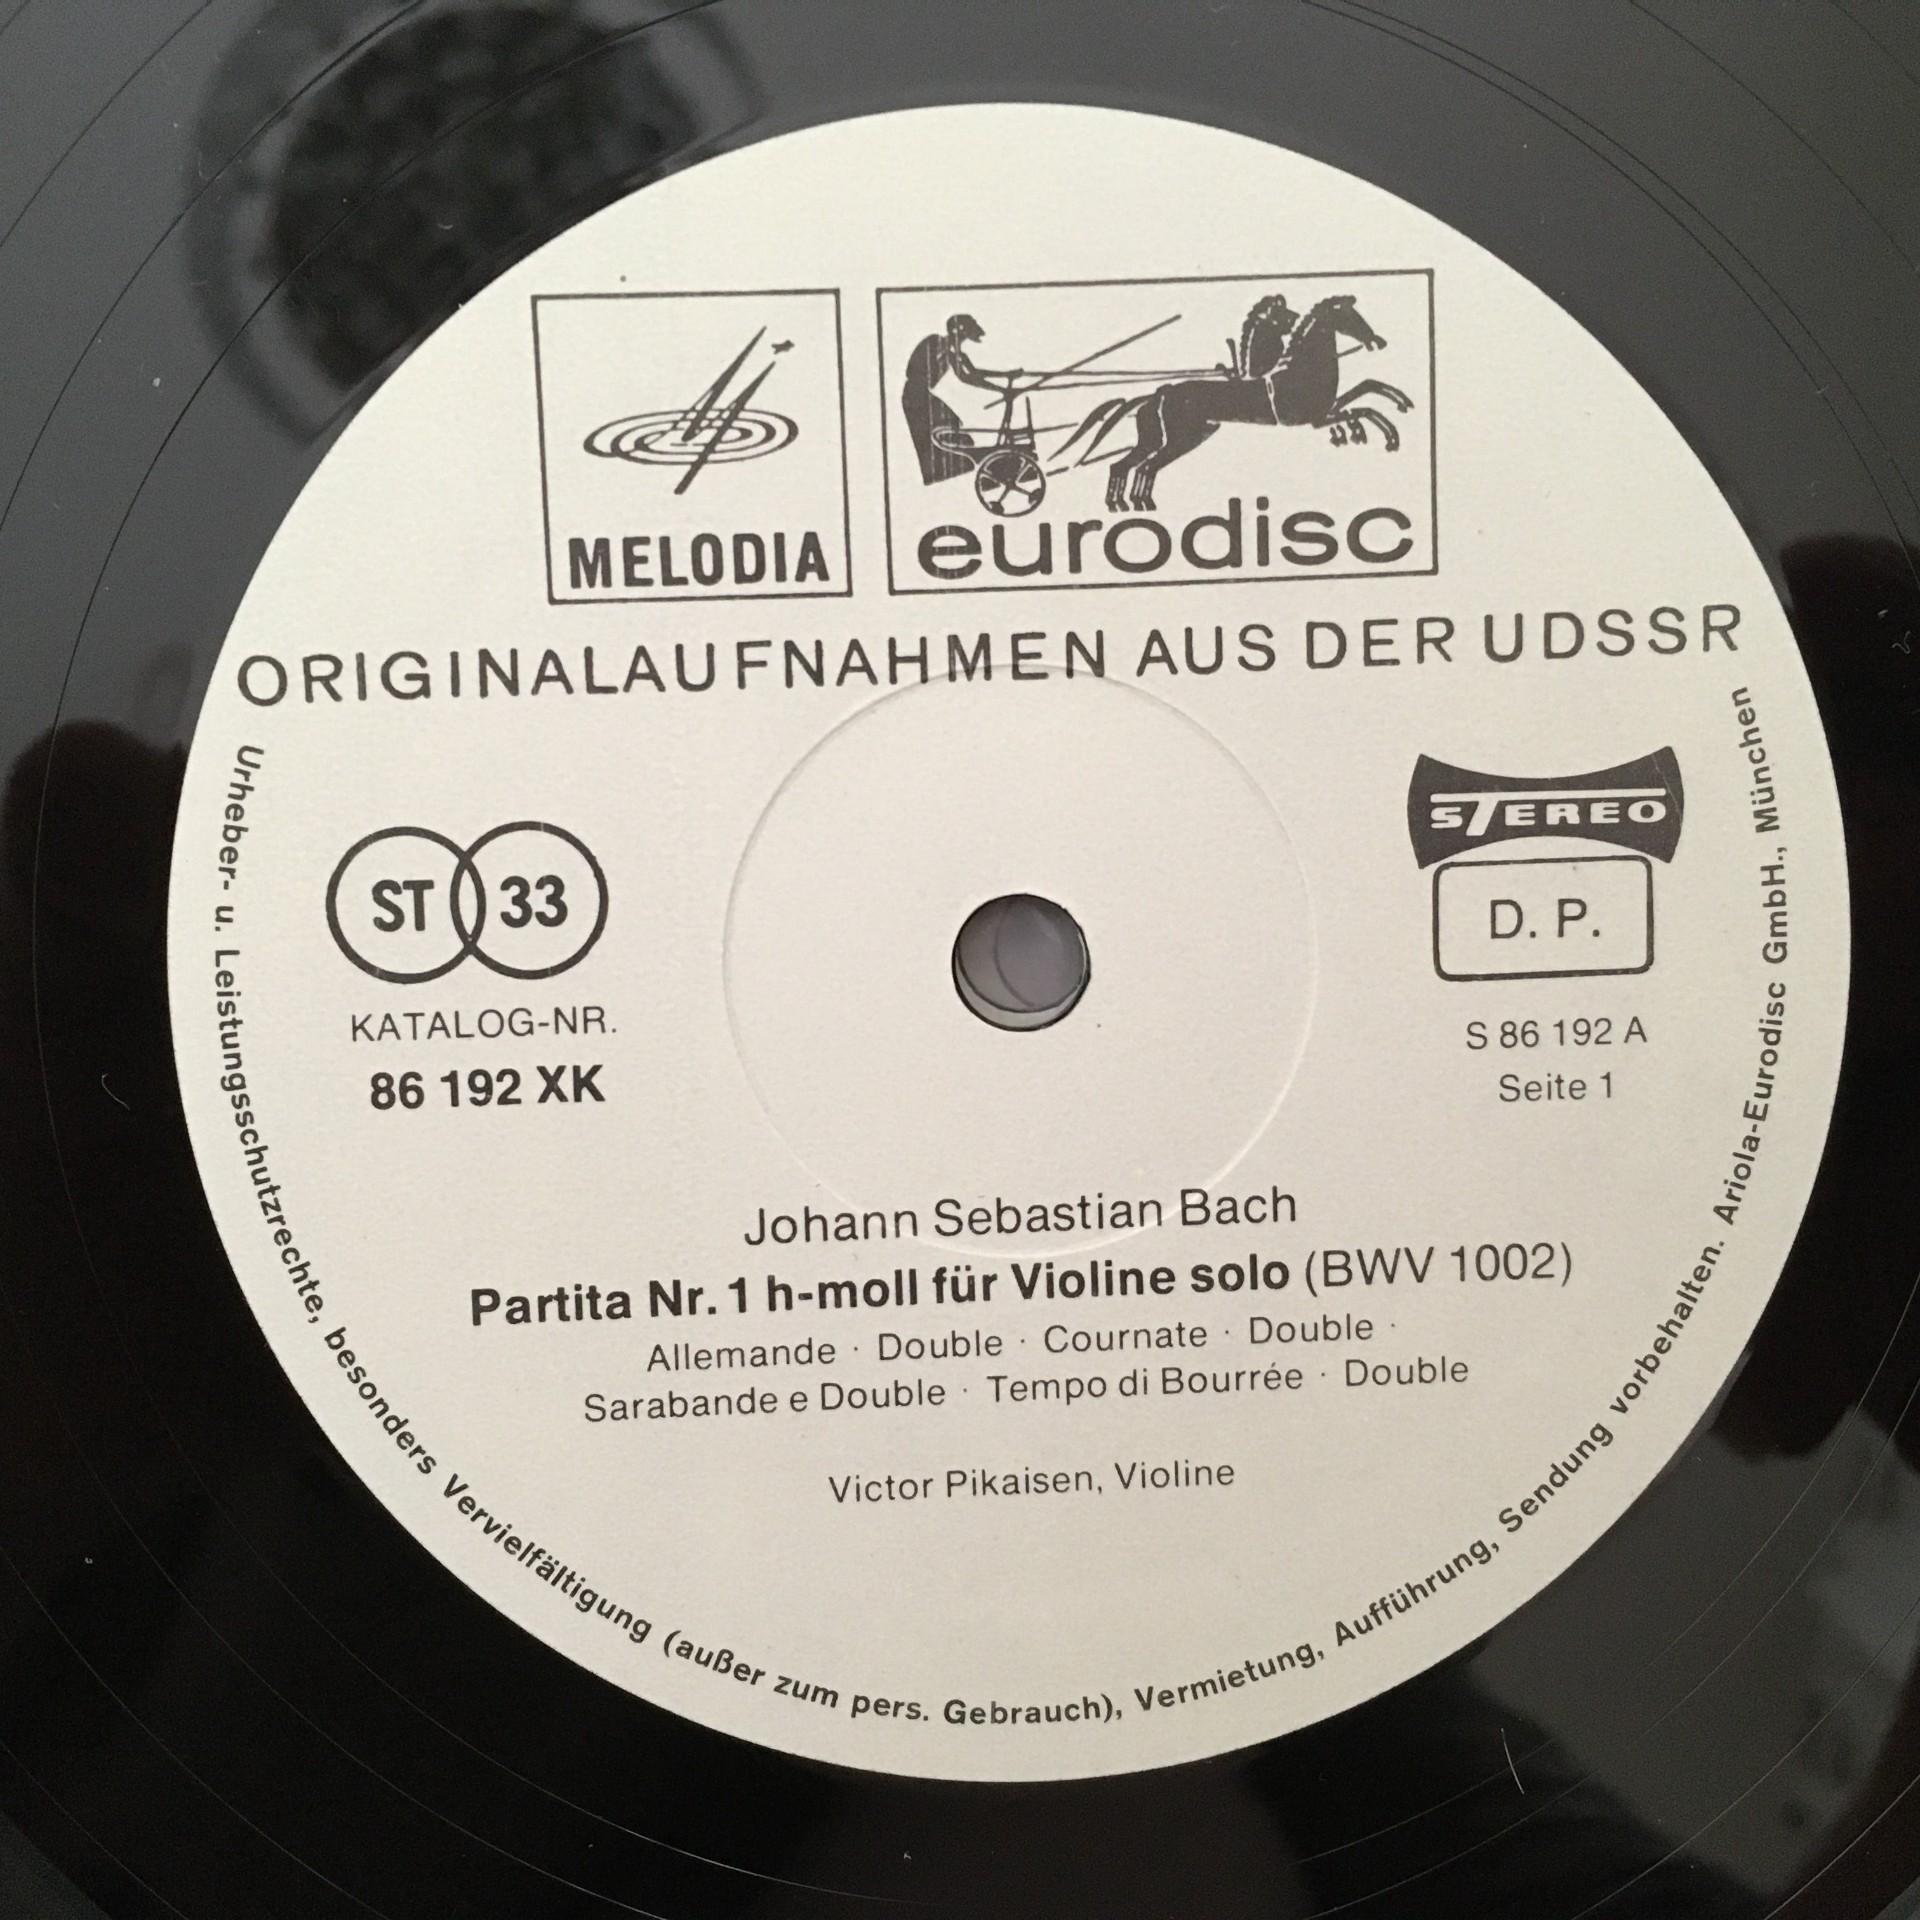 MELODIA
eurodisc
ORIGINALAUFNAHMEN AUS DER UDSSR
ST 33
STEREO
D. P.
KATALOG-NR.
86 192 XK
S 86 192 A
Seite 1
Johann Sebastian Bach
Partita Nr. 1 h-moll für Violine solo (BWV 1002)
Allemande · Double · Cournate · Double ·
Sarabande e Double · Tempo di Bourrée · Double
Victor Pikaisen, Violine
Urheber- u. Leistungsschutzrechte, besonders Vervielfältigung (außer zum pers. Gebrauch), Vermietung, Aufführung, Sendung vorbehalten. Ariola-Eurodisc GmbH., München